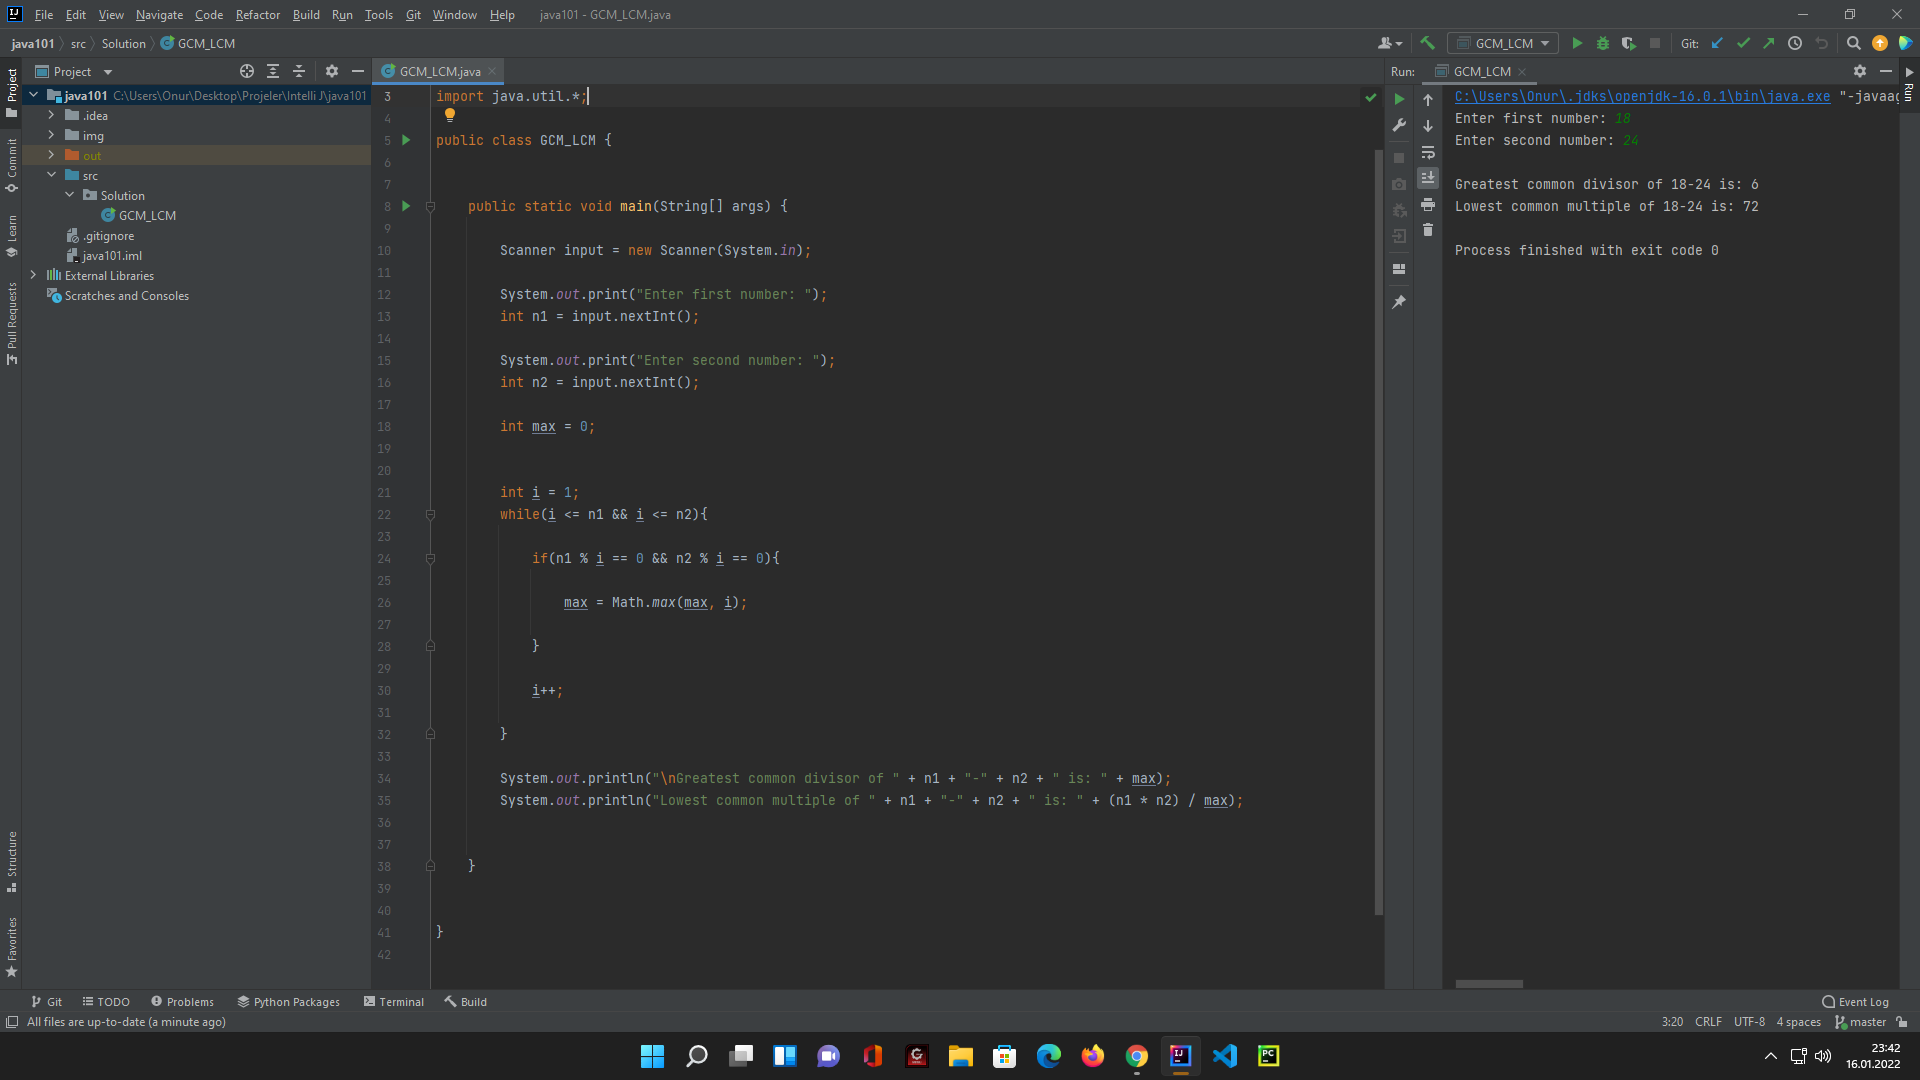 File Edit View Navigate Code Refactor Build Run Tools Git Window Help java101 - GCM_LCM.java
java101 src Solution GCM_LCM
GCM_LCM Git:
Project
GCM_LCM.java
Run: GCM_LCM
java101 C:\Users\Onur\Desktop\Projeler\Intelli J\java101
.idea
img
out
src
Solution
GCM_LCM
.gitignore
java101.iml
External Libraries
Scratches and Consoles
Project
Commit
Learn
Pull Requests
Structure
Favorites
3 import java.util.*;
4
5 public class GCM_LCM {
6
7
8 public static void main(String[] args) {
9
10 Scanner input = new Scanner(System.in);
11
12 System.out.print("Enter first number: ");
13 int n1 = input.nextInt();
14
15 System.out.print("Enter second number: ");
16 int n2 = input.nextInt();
17
18 int max = 0;
19
20
21 int i = 1;
22 while(i <= n1 && i <= n2){
23
24 if(n1 % i == 0 && n2 % i == 0){
25
26 max = Math.max(max, i);
27
28 }
29
30 i++;
31
32 }
33
34 System.out.println("\nGreatest common divisor of " + n1 + "-" + n2 + " is: " + max);
35 System.out.println("Lowest common multiple of " + n1 + "-" + n2 + " is: " + (n1 * n2) / max);
36
37
38 }
39
40
41 }
42
C:\Users\Onur\.jdks\openjdk-16.0.1\bin\java.exe "-javaag
Enter first number: 18
Enter second number: 24
Greatest common divisor of 18-24 is: 6
Lowest common multiple of 18-24 is: 72
Process finished with exit code 0
Run
Git TODO Problems Python Packages Terminal Build Event Log
All files are up-to-date (a minute ago) 3:20 CRLF UTF-8 4 spaces master
IJ PC
23:42
16.01.2022